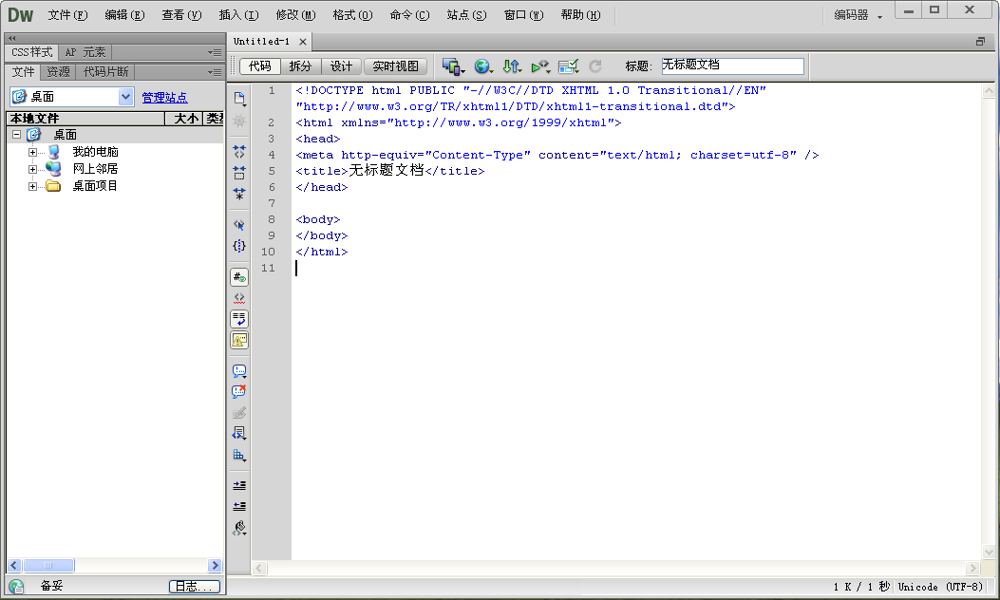 Dw 文件(F) 编辑(E) 查看(V) 插入(I) 修改(M) 格式(O) 命令(C) 站点(S) 窗口(W) 帮助(H) 编码器
CSS样式 AP 元素
文件 资源 代码片断
桌面 管理站点
本地文件 大小 类型
桌面
我的电脑
网上邻居
桌面项目
备妥 日志...
Untitled-1
代码 拆分 设计 实时视图 标题: 无标题文档
1 <!DOCTYPE html PUBLIC "-//W3C//DTD XHTML 1.0 Transitional//EN"
"http://www.w3.org/TR/xhtml1/DTD/xhtml1-transitional.dtd">
2 <html xmlns="http://www.w3.org/1999/xhtml">
3 <head>
4 <meta http-equiv="Content-Type" content="text/html; charset=utf-8" />
5 <title>无标题文档</title>
6 </head>
7
8 <body>
9 </body>
10 </html>
11
1 K / 1 秒 Unicode (UTF-8)